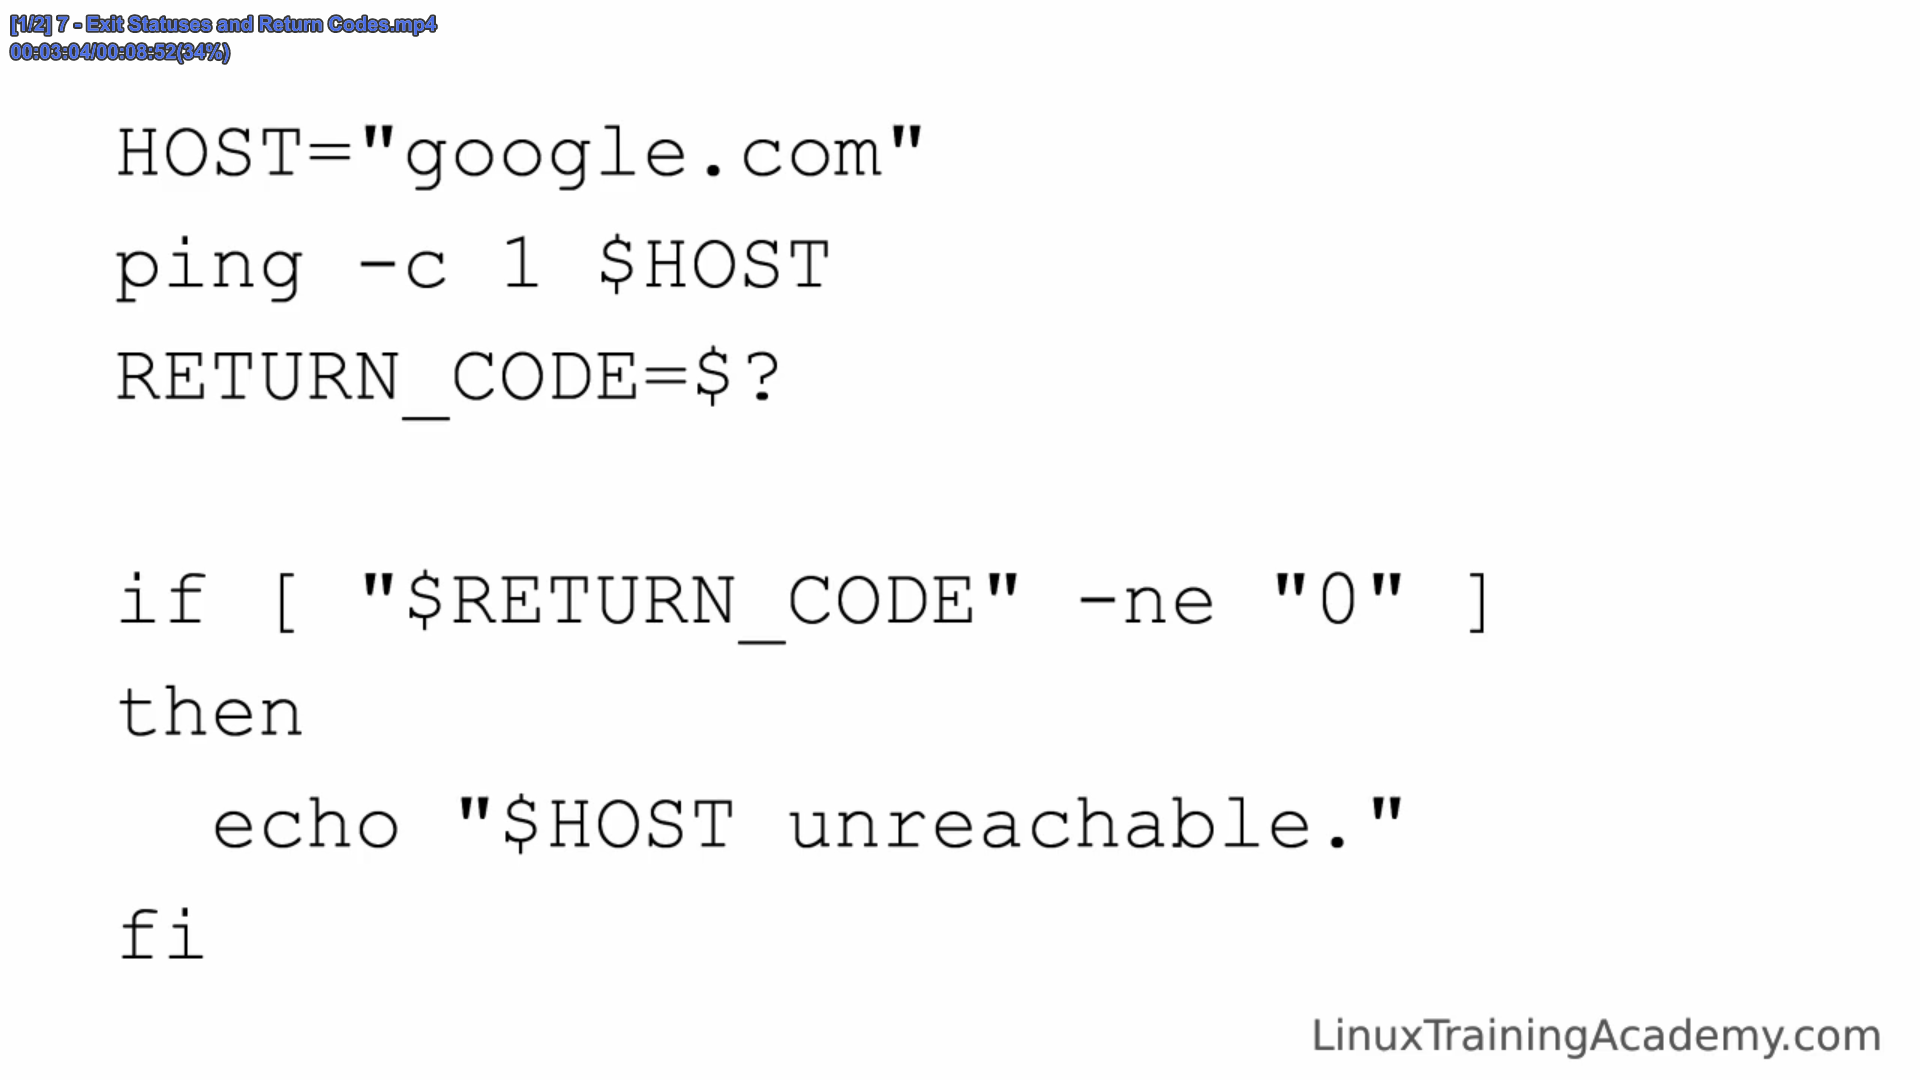 [1/2] 7 - Exit Statuses and Return Codes.mp4
00:03:04/00:08:52(34%)
HOST="google.com"
ping -c 1 $HOST
RETURN_CODE=$?
if [ "$RETURN_CODE" -ne "0" ]
then
  echo "$HOST unreachable."
fi
LinuxTrainingAcademy.com